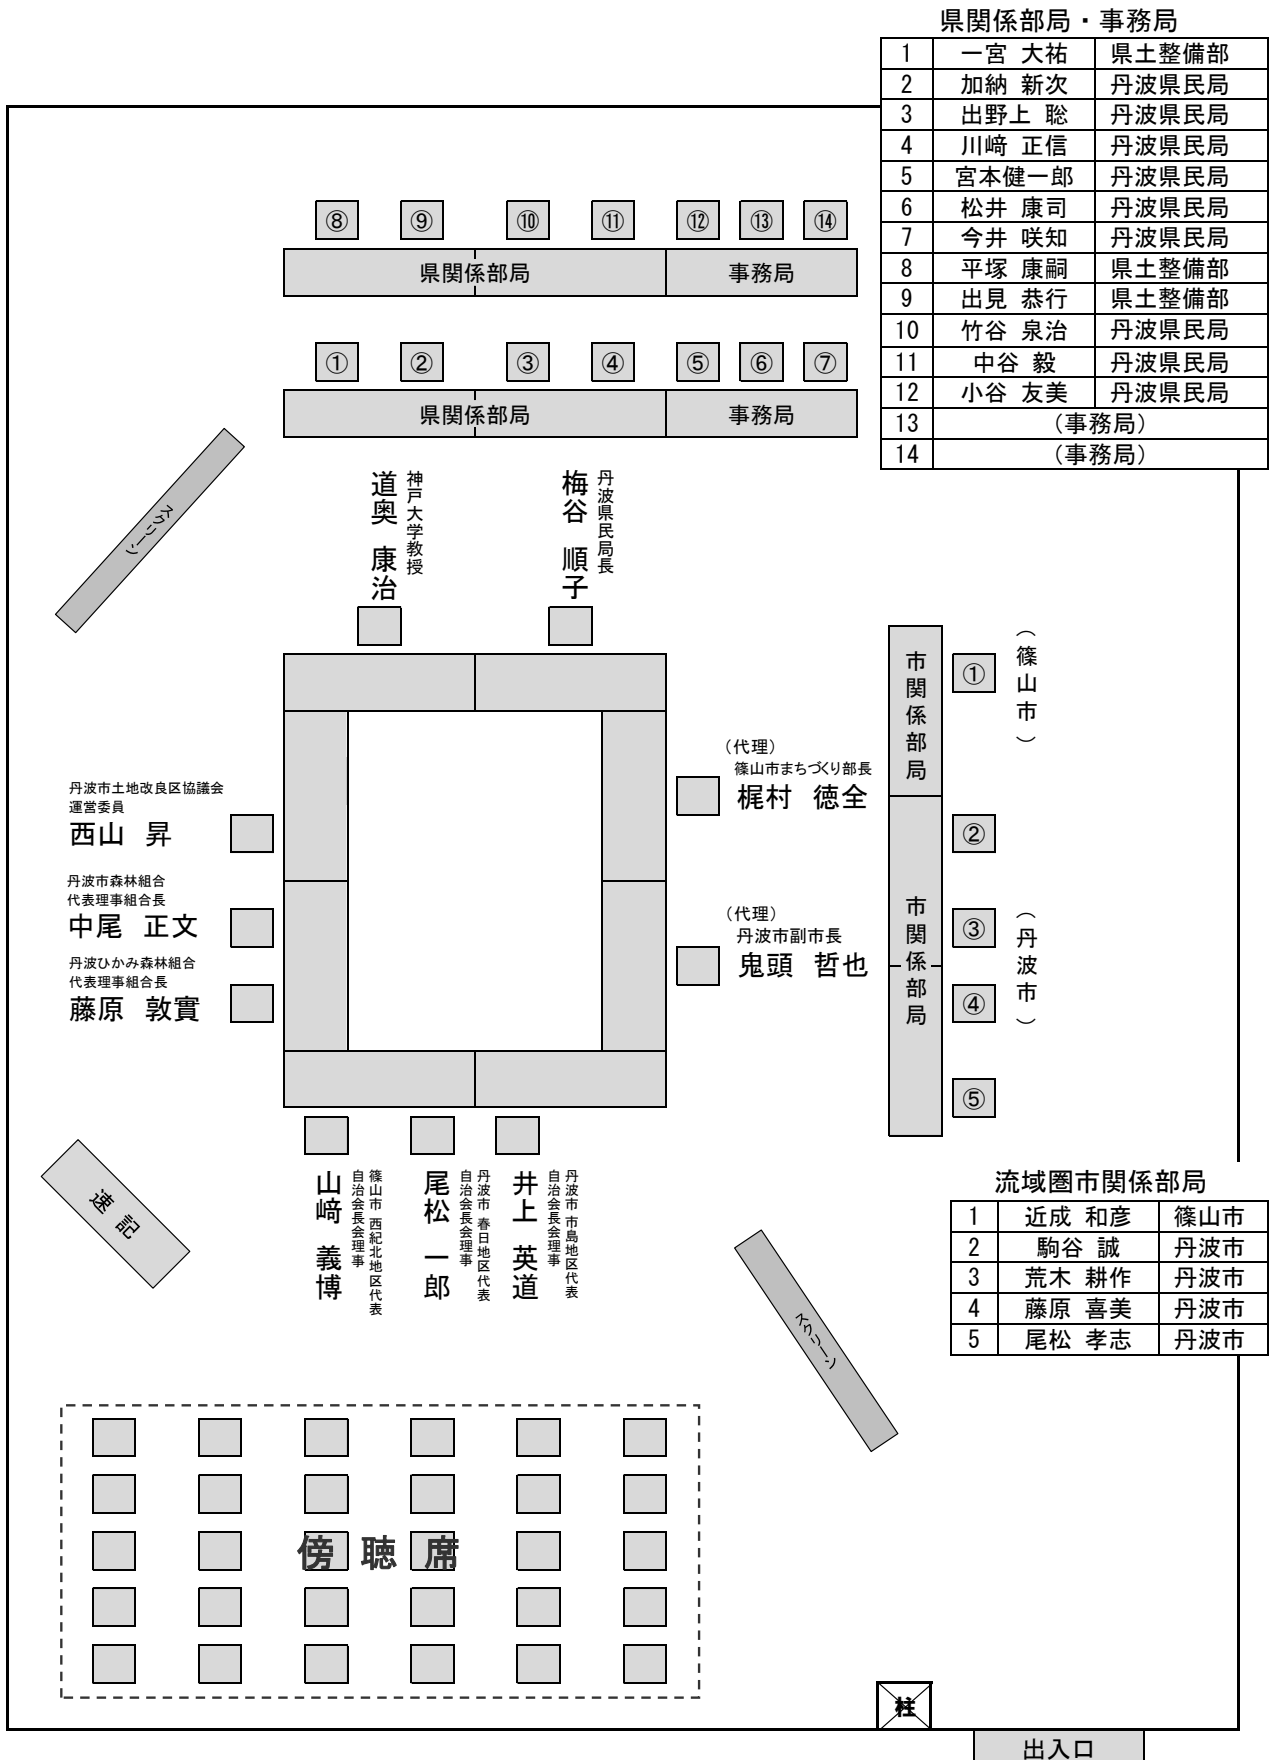 県関係部局・事務局
1 一宮 大祐 県土整備部
2 加納 新次 丹波県民局
3 出野上 聡 丹波県民局
4 川﨑 正信 丹波県民局
5 宮本健一郎 丹波県民局
6 松井 康司 丹波県民局
7 今井 咲知 丹波県民局
8 平塚 康嗣 県土整備部
9 出見 恭行 県土整備部
10 竹谷 泉治 丹波県民局
11 中谷 毅 丹波県民局
12 小谷 友美 丹波県民局
13 （事務局）
14 （事務局）
⑧ ⑨ ⑩ ⑪ ⑫ ⑬ ⑭
県関係部局 事務局
① ② ③ ④ ⑤ ⑥ ⑦
県関係部局 事務局
スクリーン
神戸大学教授
道奥 康治
丹波県民局長
梅谷 順子
（代理）
篠山市まちづくり部長
梶村 徳全
（代理）
丹波市副市長
鬼頭 哲也
市関係部局
市関係部局
①
②
③
④
⑤
（篠山市）
（丹波市）
丹波市土地改良区協議会
運営委員
西山 昇
丹波市森林組合
代表理事組合長
中尾 正文
丹波ひかみ森林組合
代表理事組合長
藤原 敦實
速記
篠山市 西紀北地区代表
自治会長会理事
山﨑 義博
丹波市 春日地区代表
自治会長会理事
尾松 一郎
丹波市 市島地区代表
自治会長会理事
井上 英道
スクリーン
流域圏市関係部局
1 近成 和彦 篠山市
2 駒谷 誠 丹波市
3 荒木 耕作 丹波市
4 藤原 喜美 丹波市
5 尾松 孝志 丹波市
傍聴席
柱
出入口